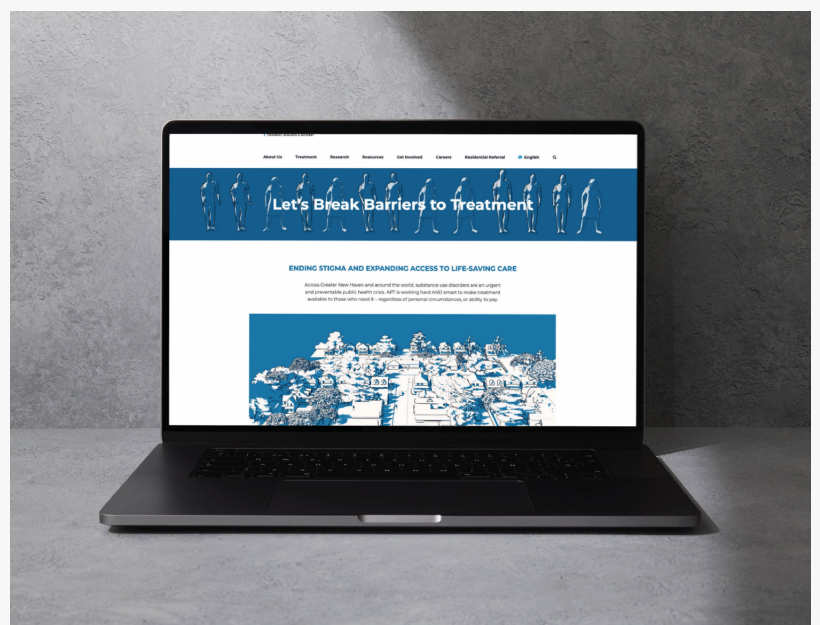 About Us Treatment Research Resources Get Involved Careers Residential Referral English
Let's Break Barriers to Treatment
ENDING STIGMA AND EXPANDING ACCESS TO LIFE-SAVING CARE
Across Greater New Haven and around the world, substance use disorders are an urgent
and preventable public health crisis. APT is working hard AND smart to make treatment
available to those who need it – regardless of personal circumstances, or ability to pay.